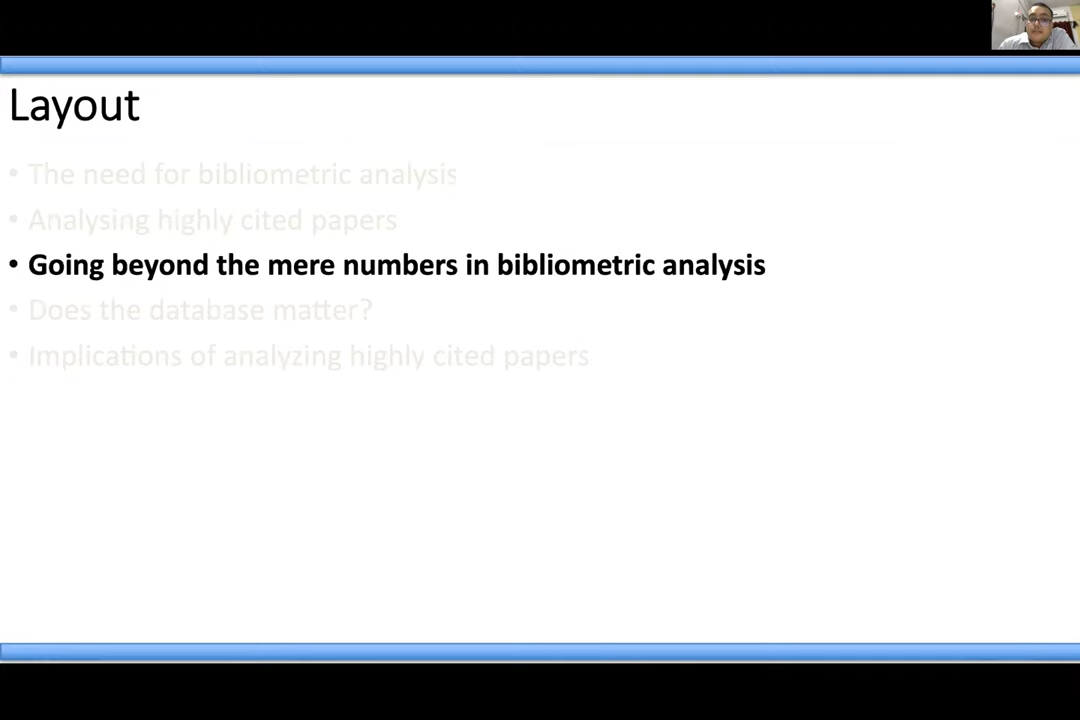 Layout
• The need for bibliometric analysis
• Analysing highly cited papers
• Going beyond the mere numbers in bibliometric analysis
• Does the database matter?
• Implications of analyzing highly cited papers